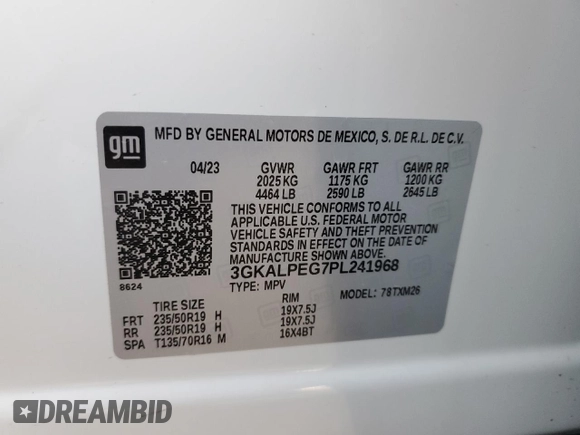 gm
MFD BY GENERAL MOTORS DE MEXICO, S. DE R.L. DE C.V.
04/23 GVWR GAWR FRT GAWR RR
2025 KG 1175 KG 1200 KG
4464 LB 2590 LB 2645 LB
THIS VEHICLE CONFORMS TO ALL
APPLICABLE U.S. FEDERAL MOTOR
VEHICLE SAFETY AND THEFT PREVENTION
STANDARDS IN EFFECT ON THE DATE OF
MANUFACTURE SHOWN ABOVE.
3GKALPEG7PL241968
8624
TYPE: MPV MODEL: 78TXM26
TIRE SIZE RIM
FRT 235/50R19 H 19X7.5J
RR 235/50R19 H 19X7.5J
SPA T135/70R16 M 16X4BT
DREAMBID